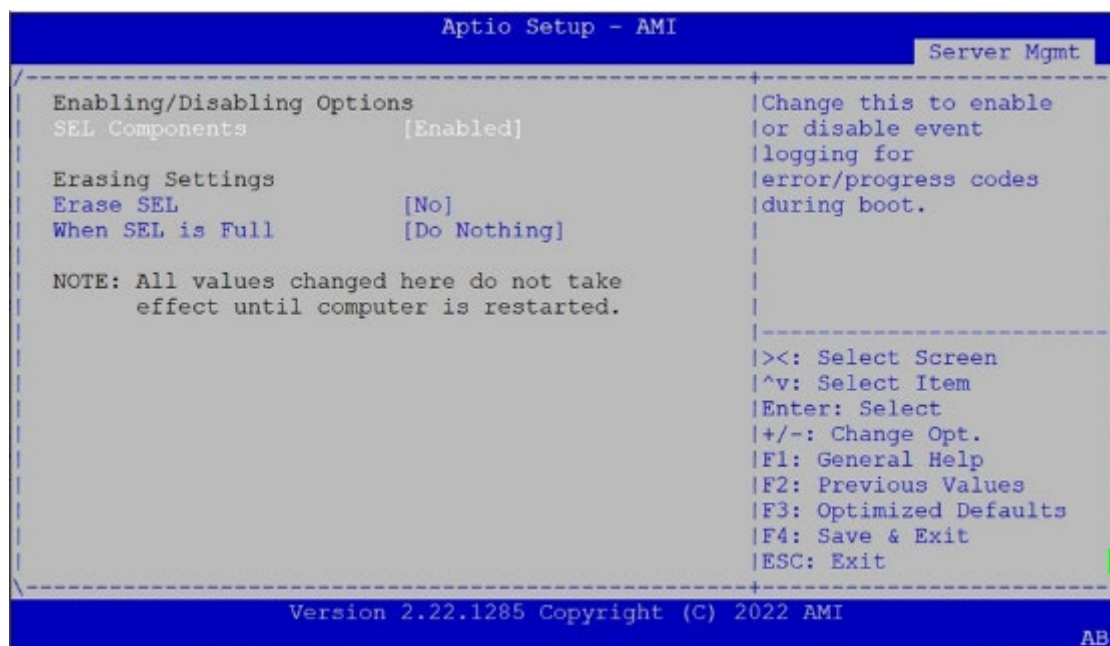 Aptio Setup - AMI
Server Mgmt
Enabling/Disabling Options
SEL Components [Enabled]
Erasing Settings
Erase SEL [No]
When SEL is Full [Do Nothing]
NOTE: All values changed here do not take
effect until computer is restarted.
Change this to enable
or disable event
logging for
error/progress codes
during boot.
><: Select Screen
^v: Select Item
Enter: Select
+/-: Change Opt.
F1: General Help
F2: Previous Values
F3: Optimized Defaults
F4: Save & Exit
ESC: Exit
Version 2.22.1285 Copyright (C) 2022 AMI
AB